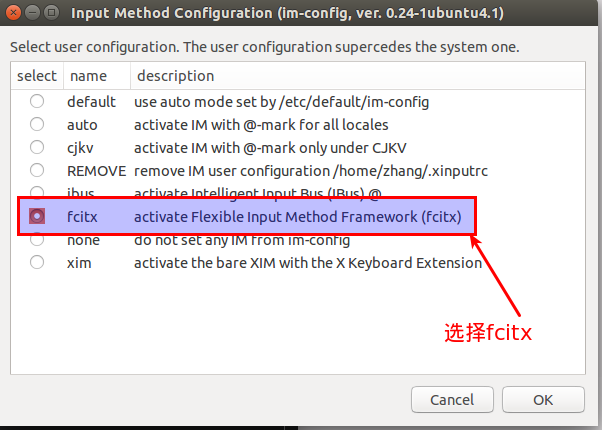 Input Method Configuration (im-config, ver. 0.24-1ubuntu4.1)
Select user configuration. The user configuration supercedes the system one.
select name description
default use auto mode set by /etc/default/im-config
auto activate IM with @-mark for all locales
cjkv activate IM with @-mark only under CJKV
REMOVE remove IM user configuration /home/zhang/.xinputrc
ibus activate Intelligent Input Bus (IBus) @
fcitx activate Flexible Input Method Framework (fcitx)
none do not set any IM from im-config
xim activate the bare XIM with the X Keyboard Extension
选择fcitx
Cancel OK